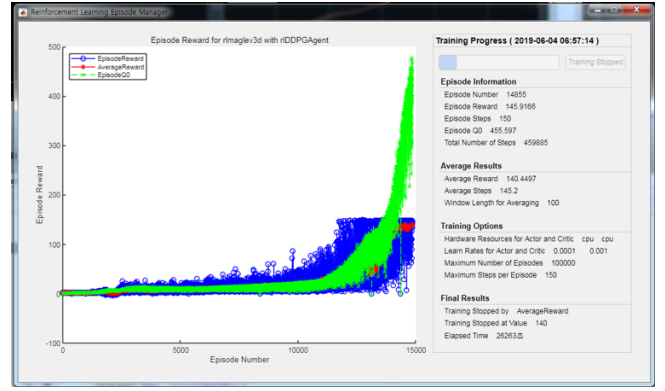 Reinforcement Learning Episode Manager
Episode Reward for rlmaglev3d with rlDDPGAgent
EpisodeReward
AverageReward
EpisodeQ0
500
400
300
200
100
0
-100
0
5000
10000
15000
Episode Reward
Episode Number
Training Progress ( 2019-06-04 06:57:14 )
Training Stopped
Episode Information
Episode Number 14855
Episode Reward 145.9166
Episode Steps 150
Episode Q0 455.597
Total Number of Steps 459885
Average Results
Average Reward 140.4497
Average Steps 145.2
Window Length for Averaging 100
Training Options
Hardware Resources for Actor and Critic cpu cpu
Learn Rates for Actor and Critic 0.0001 0.001
Maximum Number of Episodes 100000
Maximum Steps per Episode 150
Final Results
Training Stopped by AverageReward
Training Stopped at Value 140
Elapsed Time 26263초